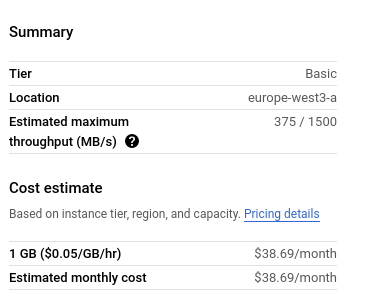 Summary
Tier Basic
Location europe-west3-a
Estimated maximum 375 / 1500
throughput (MB/s) ?
Cost estimate
Based on instance tier, region, and capacity. Pricing details
1 GB ($0.05/GB/hr) $38.69/month
Estimated monthly cost $38.69/month